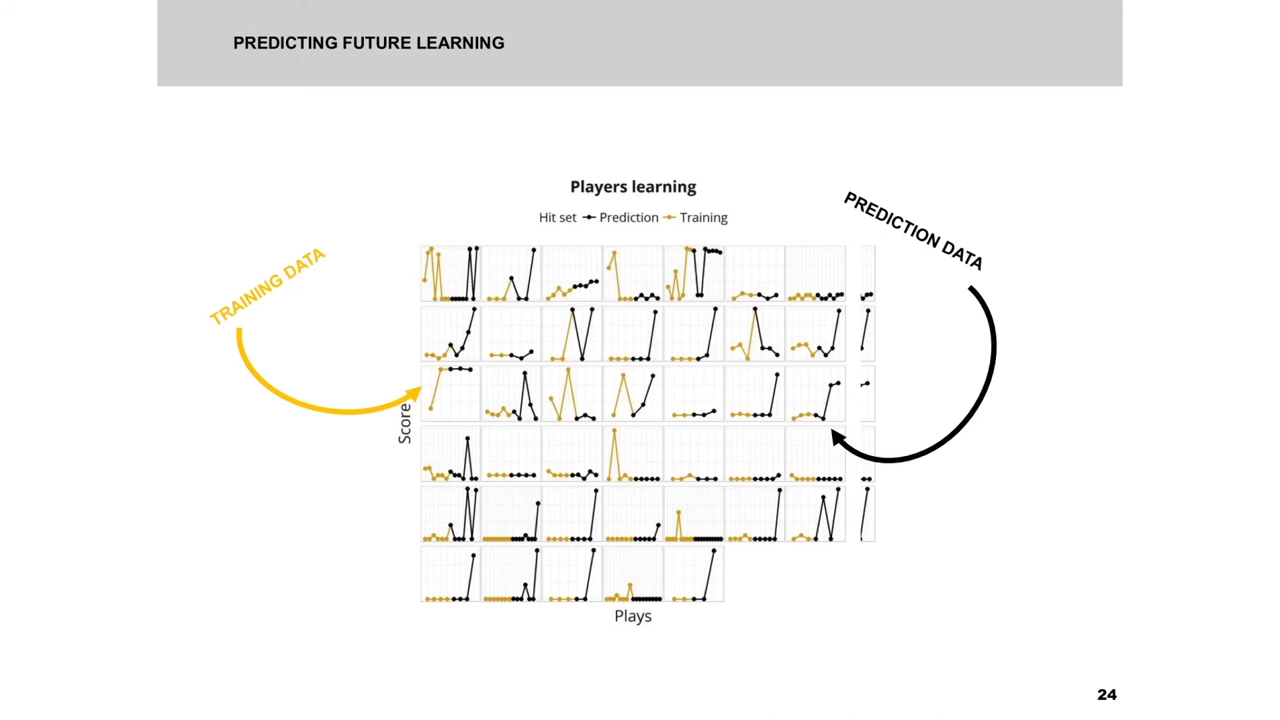 PREDICTING FUTURE LEARNING
Players learning
Hit set Prediction Training
TRAINING DATA
PREDICTION DATA
Score
Plays
24